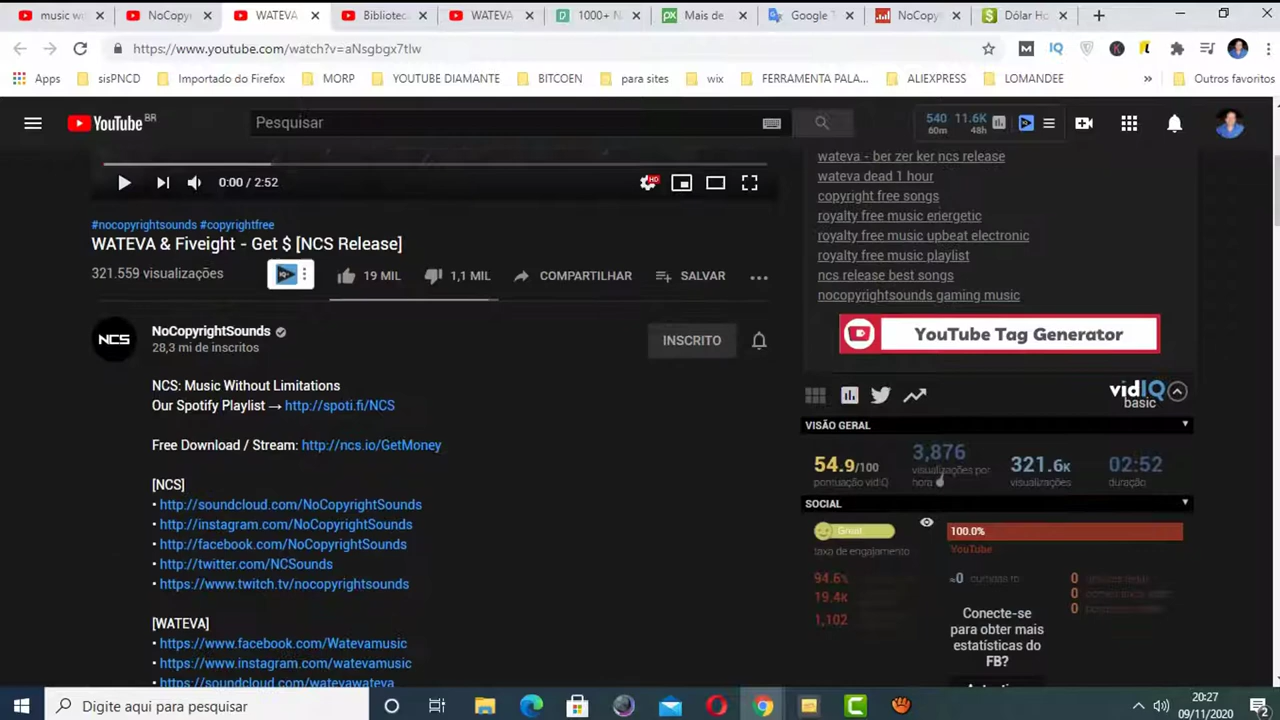 music wi
NoCopy
WATEVA
Bibliotec
WATEVA
1000+ N
Mais de
Google T
NoCopy
Dólar Ho
https://www.youtube.com/watch?v=aNsgbgx7tIw
Apps
sisPNCD
Importado do Firefox
MORP
YOUTUBE DIAMANTE
BITCOEN
para sites
wix
FERRAMENTA PALA...
ALIEXPRESS
LOMANDEE
»
Outros favoritos
YouTube BR
Pesquisar
540
60m
11.6K
48h
wateva - ber zer ker ncs release
wateva dead 1 hour
copyright free songs
royalty free music energetic
royalty free music upbeat electronic
royalty free music playlist
ncs release best songs
nocopyrightsounds gaming music
YouTube Tag Generator
0:00 / 2:52
HD
#nocopyrightsounds #copyrightfree
WATEVA & Fiveight - Get $ [NCS Release]
321.559 visualizações
19 MIL
1,1 MIL
COMPARTILHAR
SALVAR
NCS
NoCopyrightSounds
28,3 mi de inscritos
INSCRITO
NCS: Music Without Limitations
Our Spotify Playlist → http://spoti.fi/NCS
Free Download / Stream: http://ncs.io/GetMoney
[NCS]
• http://soundcloud.com/NoCopyrightSounds
• http://instagram.com/NoCopyrightSounds
• http://facebook.com/NoCopyrightSounds
• http://twitter.com/NCSounds
• https://www.twitch.tv/nocopyrightsounds
[WATEVA]
• https://www.facebook.com/Watevamusic
• https://www.instagram.com/watevamusic
• https://soundcloud.com/watevawateva
vidIQ
basic
VISÃO GERAL
54.9/100
pontuação vidIQ
3,876
visualizações por
hora
321.6K
visualizações
02:52
duração
SOCIAL
Great
taxa de engajamento
100.0%
YouTube
94.6%
19.4K
1,102
≈0
0
0
0
Conecte-se
para obter mais
estatísticas do
FB?
Digite aqui para pesquisar
20:27
09/11/2020
2